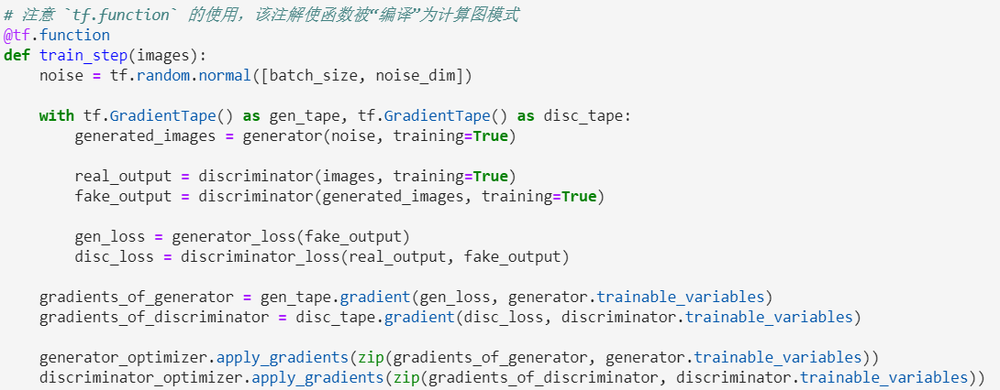 # 注意 `tf.function` 的使用，该注解使函数被“编译”为计算图模式
@tf.function
def train_step(images):
    noise = tf.random.normal([batch_size, noise_dim])

    with tf.GradientTape() as gen_tape, tf.GradientTape() as disc_tape:
        generated_images = generator(noise, training=True)

        real_output = discriminator(images, training=True)
        fake_output = discriminator(generated_images, training=True)

        gen_loss = generator_loss(fake_output)
        disc_loss = discriminator_loss(real_output, fake_output)

    gradients_of_generator = gen_tape.gradient(gen_loss, generator.trainable_variables)
    gradients_of_discriminator = disc_tape.gradient(disc_loss, discriminator.trainable_variables)

    generator_optimizer.apply_gradients(zip(gradients_of_generator, generator.trainable_variables))
    discriminator_optimizer.apply_gradients(zip(gradients_of_discriminator, discriminator.trainable_variables))